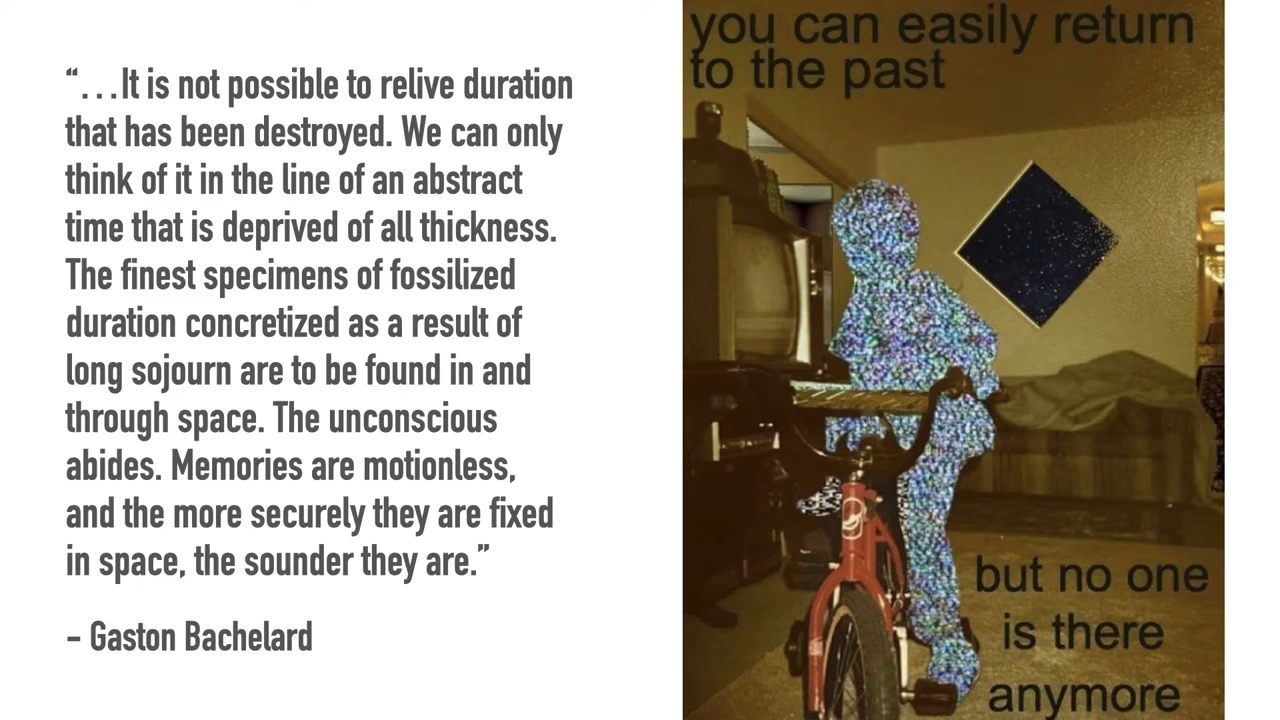 “…It is not possible to relive duration
that has been destroyed. We can only
think of it in the line of an abstract
time that is deprived of all thickness.
The finest specimens of fossilized
duration concretized as a result of
long sojourn are to be found in and
through space. The unconscious
abides. Memories are motionless,
and the more securely they are fixed
in space, the sounder they are.”
– Gaston Bachelard
you can easily return
to the past
but no one
is there
anymore